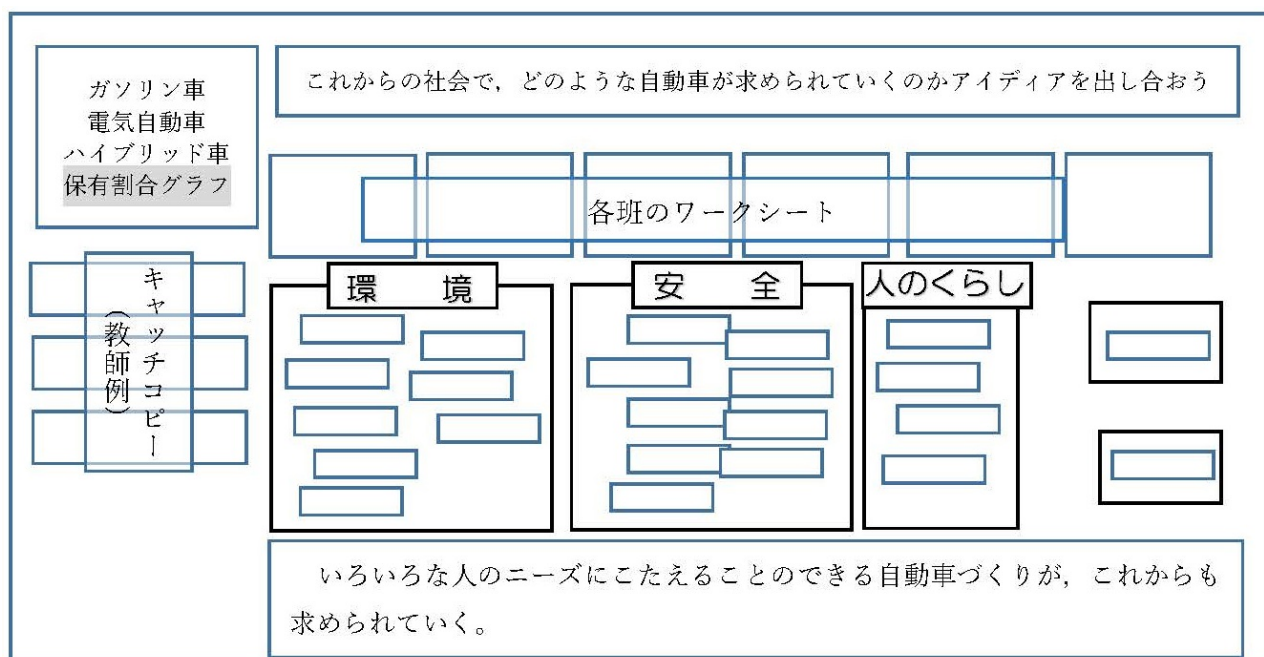 ガソリン車
電気自動車
ハイブリッド車
保有割合グラフ
これからの社会で，どのような自動車が求められていくのかアイディアを出し合おう
各班のワークシート
キャッチコピー
（教師例）
環　境
安　全
人のくらし
いろいろな人のニーズにこたえることのできる自動車づくりが，これからも
求められていく。